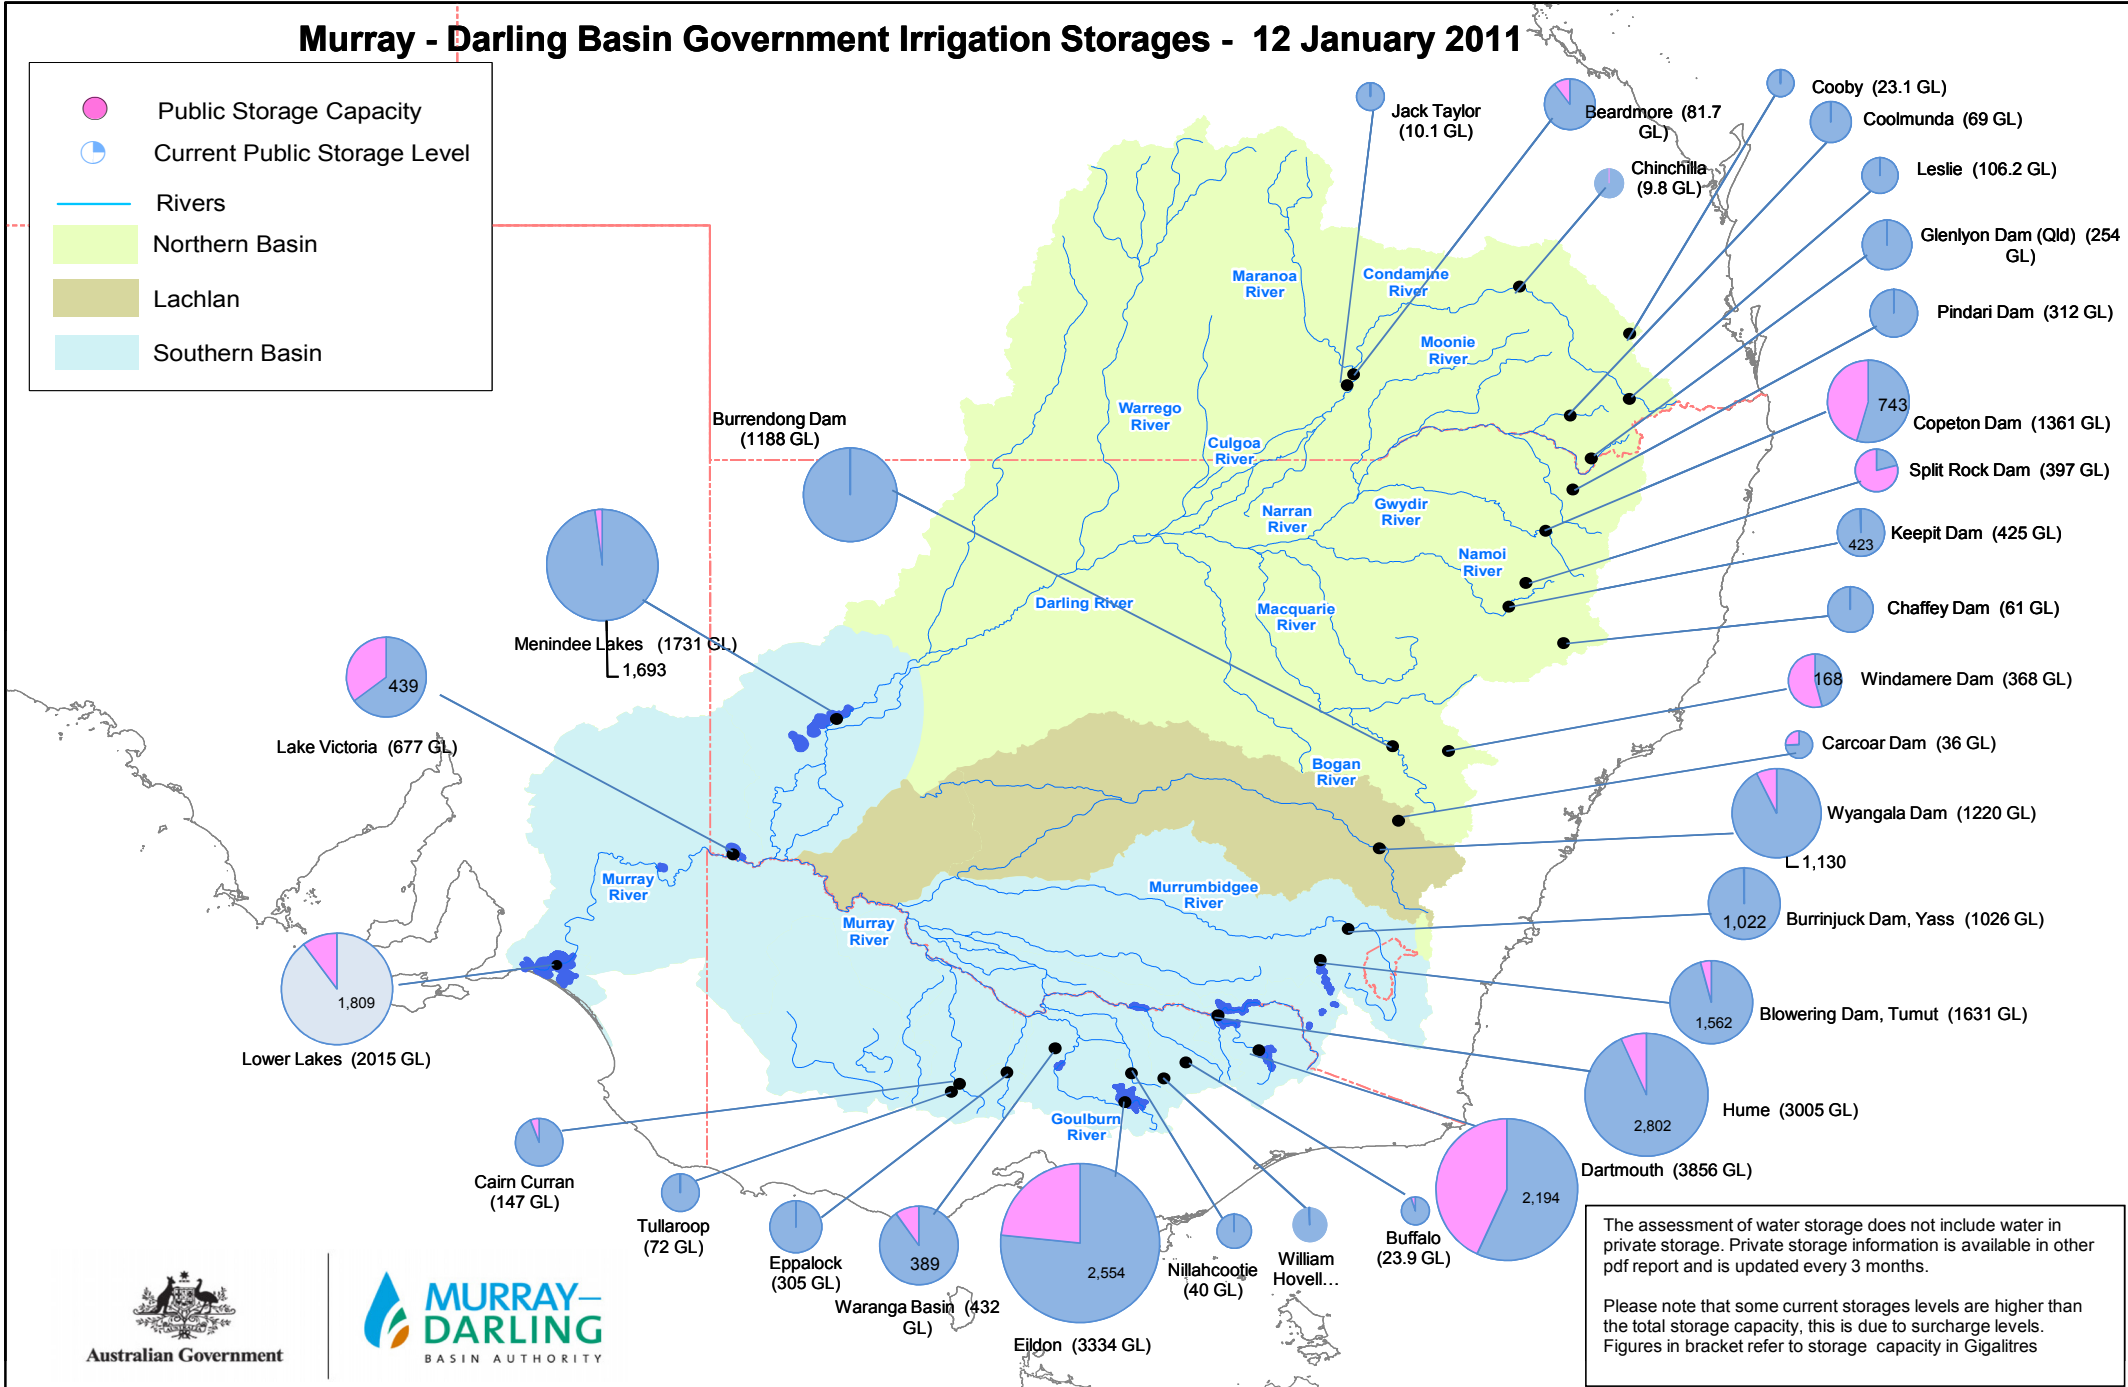 Murray - Darling Basin Government Irrigation Storages - 12 January 2011
Public Storage Capacity
Current Public Storage Level
Rivers
Northern Basin
Lachlan
Southern Basin
Jack Taylor
(10.1 GL)
Beardmore (81.7
GL)
Chinchilla
(9.8 GL)
Cooby (23.1 GL)
Coolmunda (69 GL)
Leslie (106.2 GL)
Glenlyon Dam (Qld) (254
GL)
Pindari Dam (312 GL)
743
Copeton Dam (1361 GL)
Split Rock Dam (397 GL)
423
Keepit Dam (425 GL)
Chaffey Dam (61 GL)
168
Windamere Dam (368 GL)
Carcoar Dam (36 GL)
Wyangala Dam (1220 GL)
1,130
1,022
Burrinjuck Dam, Yass (1026 GL)
1,562
Blowering Dam, Tumut (1631 GL)
2,802
Hume (3005 GL)
2,194
Dartmouth (3856 GL)
Burrendong Dam
(1188 GL)
Menindee Lakes (1731 GL)
1,693
439
Lake Victoria (677 GL)
1,809
Lower Lakes (2015 GL)
Cairn Curran
(147 GL)
Tullaroop
(72 GL)
Eppalock
(305 GL)
389
Waranga Basin (432
GL)
2,554
Eildon (3334 GL)
Nillahcootie
(40 GL)
William
Hovell...
Buffalo
(23.9 GL)
Maranoa
River
Condamine
River
Moonie
River
Warrego
River
Culgoa
River
Narran
River
Gwydir
River
Namoi
River
Darling River
Macquarie
River
Bogan
River
Murray
River
Murray
River
Murrumbidgee
River
Goulburn
River
Australian Government
MURRAY–
DARLING
BASIN AUTHORITY
The assessment of water storage does not include water in
private storage. Private storage information is available in other
pdf report and is updated every 3 months.
Please note that some current storages levels are higher than
the total storage capacity, this is due to surcharge levels.
Figures in bracket refer to storage capacity in Gigalitres